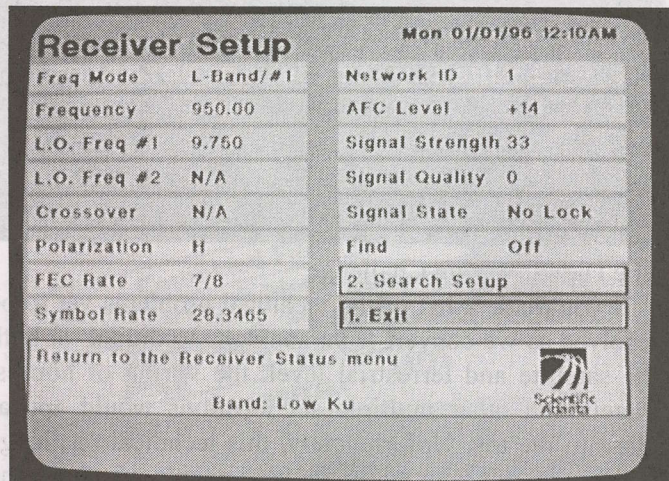 Receiver Setup
Mon 01/01/96 12:10AM
Freq Mode L-Band/#1
Frequency 950.00
L.O. Freq #1 9.750
L.O. Freq #2 N/A
Crossover N/A
Polarization H
FEC Rate 7/8
Symbol Rate 28.3465
Network ID 1
AFC Level +14
Signal Strength 33
Signal Quality 0
Signal State No Lock
Find Off
2. Search Setup
1. Exit
Return to the Receiver Status menu
Band: Low Ku
Scientific
Atlanta